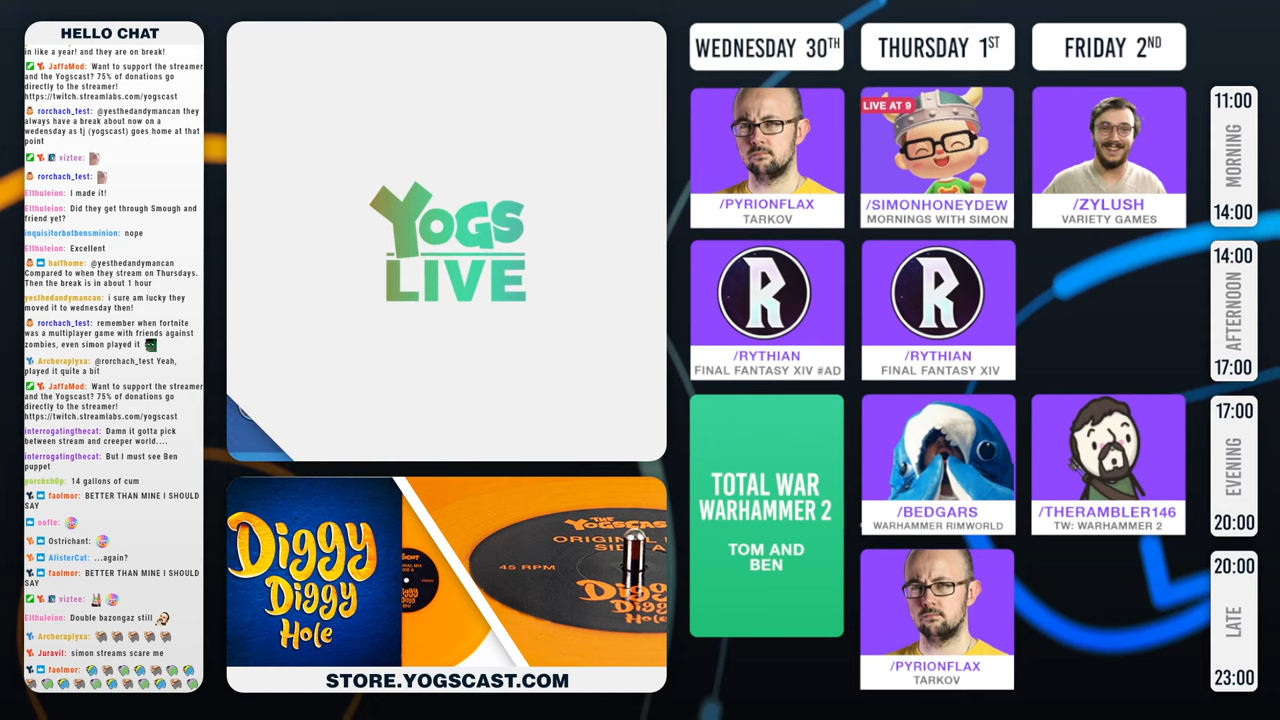 HELLO CHAT
in like a year! and they are on break!
JaffaMod: Want to support the streamer
and the Yogscast? 75% of donations go
directly to the streamer!
https://twitch.streamlabs.com/yogscast
rorchach_test: @yesthedandymancan they
always have a break about now on a
wedensday as tj (yogscast) goes home at that
point
viztee:
rorchach_test:
Elthuleion: I made it!
Elthuleion: Did they get through Smough and
friend yet?
inquisitorbotbensminion: nope
Elthuleion: Excellent
halfhome: @yesthedandymancan
Compared to when they stream on Thursdays.
Then the break is in about 1 hour
yesthedandymancan: i sure am lucky they
moved it to wednesday then!
rorchach_test: remember when fortnite
was a multiplayer game with friends against
zombies, even simon played it
Archeraplyxa: @rorchach_test Yeah,
played it quite a bit
JaffaMod: Want to support the streamer
and the Yogscast? 75% of donations go
directly to the streamer!
https://twitch.streamlabs.com/yogscast
interrogatingthecat: Damn it gotta pick
between stream and creeper world....
interrogatingthecat: But I must see Ben
puppet
porckch0p: 14 gallons of cum
faolmor: BETTER THAN MINE I SHOULD
SAY
oofle:
Ostrichant:
AlisterCat: ...again?
faolmor: BETTER THAN MINE I SHOULD
SAY
viztee:
Elthuleion: Double bazongaz still
Archeraplyxa:
Juravil: simon streams scare me
faolmor:
YOGS
LIVE
Diggy
Diggy
Hole
THE
YOGSCAST
ORIGINAL
SIDE A
45 RPM
Diggy
Diggy
STORE.YOGSCAST.COM
WEDNESDAY 30TH
THURSDAY 1ST
FRIDAY 2ND
/PYRIONFLAX
TARKOV
LIVE AT 9
/SIMONHONEYDEW
MORNINGS WITH SIMON
/ZYLUSH
VARIETY GAMES
11:00
MORNING
14:00
R
/RYTHIAN
FINAL FANTASY XIV #AD
R
/RYTHIAN
FINAL FANTASY XIV
14:00
AFTERNOON
17:00
TOTAL WAR
WARHAMMER 2
TOM AND
BEN
/BEDGARS
WARHAMMER RIMWORLD
/THERAMBLER146
TW: WARHAMMER 2
17:00
EVENING
20:00
/PYRIONFLAX
TARKOV
20:00
LATE
23:00